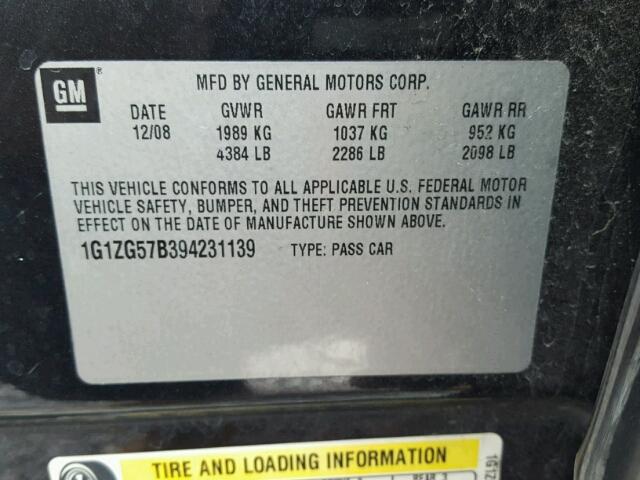 GM®
MFD BY GENERAL MOTORS CORP.
DATE GVWR GAWR FRT GAWR RR
12/08 1989 KG 1037 KG 952 KG
4384 LB 2286 LB 2098 LB
THIS VEHICLE CONFORMS TO ALL APPLICABLE U.S. FEDERAL MOTOR
VEHICLE SAFETY, BUMPER, AND THEFT PREVENTION STANDARDS IN
EFFECT ON THE DATE OF MANUFACTURE SHOWN ABOVE.
1G1ZG57B394231139 TYPE: PASS CAR
TIRE AND LOADING INFORMATION
1G1Z